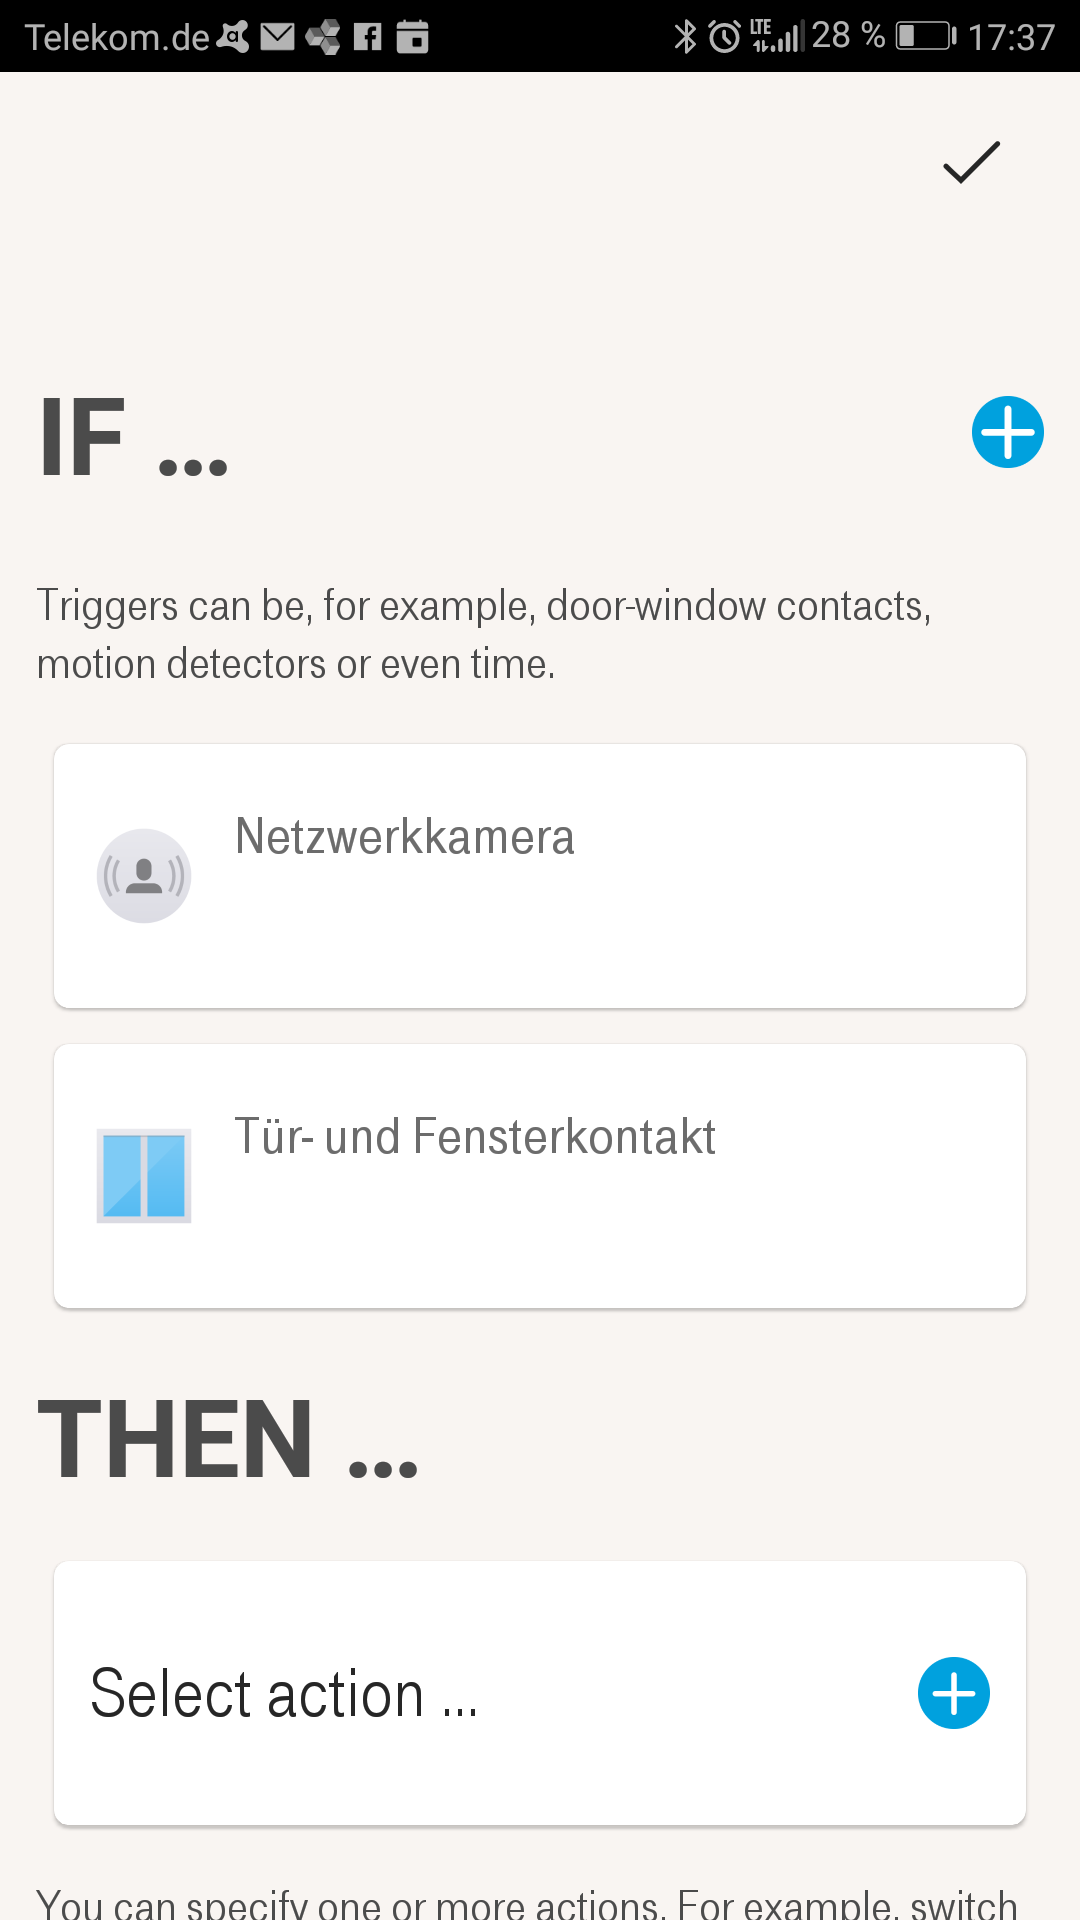 Telekom.de 28 % 17:37
IF ...
Triggers can be, for example, door-window contacts,
motion detectors or even time.
Netzwerkkamera
Tür- und Fensterkontakt
THEN ...
Select action ...
You can specify one or more actions. For example, switch